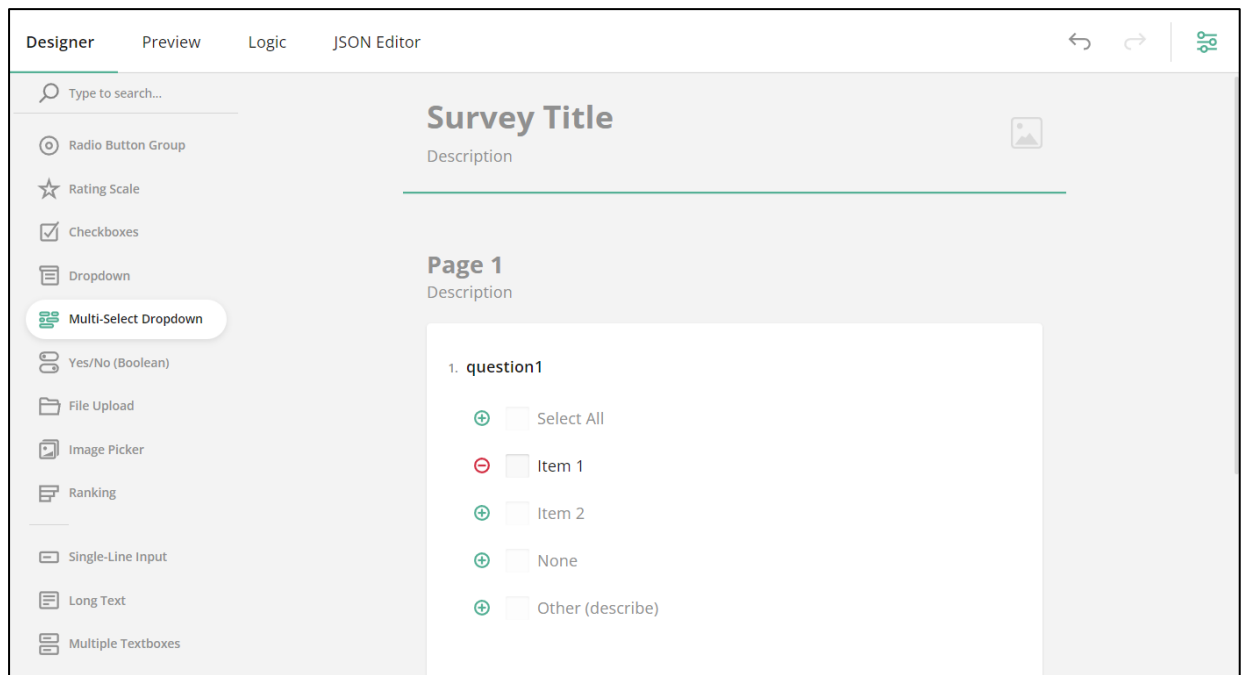 Designer Preview Logic JSON Editor
Type to search...
Radio Button Group
Rating Scale
Checkboxes
Dropdown
Multi-Select Dropdown
Yes/No (Boolean)
File Upload
Image Picker
Ranking
Single-Line Input
Long Text
Multiple Textboxes
Survey Title
Description
Page 1
Description
1. question1
Select All
Item 1
Item 2
None
Other (describe)